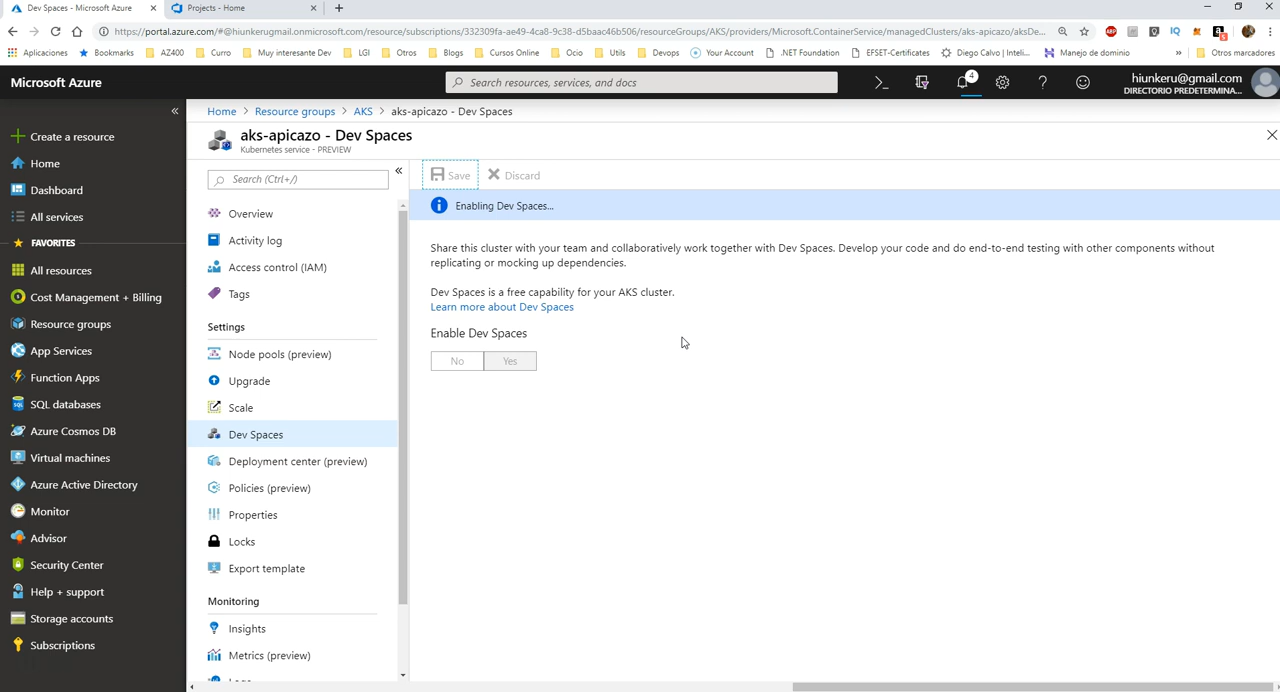 Dev Spaces - Microsoft Azure
Projects - Home
https://portal.azure.com/#@hiunkerugmail.onmicrosoft.com/resource/subscriptions/332309fa-ae31-4ca8-9c38-d5baac46b506/resourceGroups/AKS/providers/Microsoft.ContainerService/managedClusters/aks-apicazo/aksDe...
Aplicaciones
Bookmarks
AZ400
Curro
Muy interesante Dev
LGI
Otros
Blogs
Cursos Online
Ocio
Utils
Devops
Your Account
.NET Foundation
EFSET-Certificates
Diego Calvo | Inteli...
Manejo de dominio
»
Otros marcadores
Microsoft Azure
Search resources, services, and docs
4
hiunkeru@gmail.com
DIRECTORIO PREDETERMINA...
Home > Resource groups > AKS > aks-apicazo - Dev Spaces
aks-apicazo - Dev Spaces
Kubernetes service - PREVIEW
«
Create a resource
Home
Dashboard
All services
FAVORITES
All resources
Cost Management + Billing
Resource groups
App Services
Function Apps
SQL databases
Azure Cosmos DB
Virtual machines
Azure Active Directory
Monitor
Advisor
Security Center
Help + support
Storage accounts
Subscriptions
Search (Ctrl+/)
«
Overview
Activity log
Access control (IAM)
Tags
Settings
Node pools (preview)
Upgrade
Scale
Dev Spaces
Deployment center (preview)
Policies (preview)
Properties
Locks
Export template
Monitoring
Insights
Metrics (preview)
Save
Discard
Enabling Dev Spaces...
Share this cluster with your team and collaboratively work together with Dev Spaces. Develop your code and do end-to-end testing with other components without
replicating or mocking up dependencies.
Dev Spaces is a free capability for your AKS cluster.
Learn more about Dev Spaces
Enable Dev Spaces
No
Yes